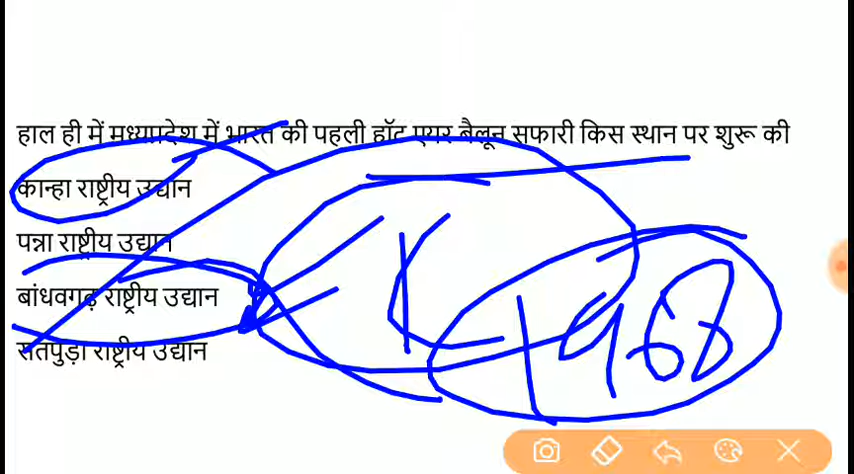 हाल ही में मध्यप्रदेश में भारत की पहली हॉट एयर बैलून सफारी किस स्थान पर शुरू की
कान्हा राष्ट्रीय उद्यान
पन्ना राष्ट्रीय उद्यान
बांधवगढ़ राष्ट्रीय उद्यान
सतपुड़ा राष्ट्रीय उद्यान
1968